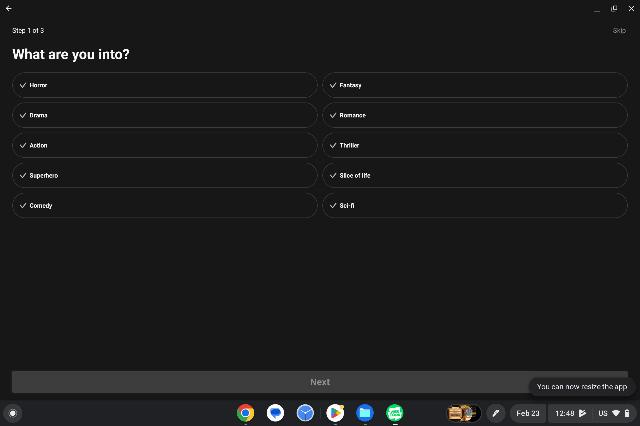 Step 1 of 3
Skip
What are you into?
Horror
Fantasy
Drama
Romance
Action
Thriller
Superhero
Slice of life
Comedy
Sci-fi
Next
You can now resize the app
Feb 23
12:48
US